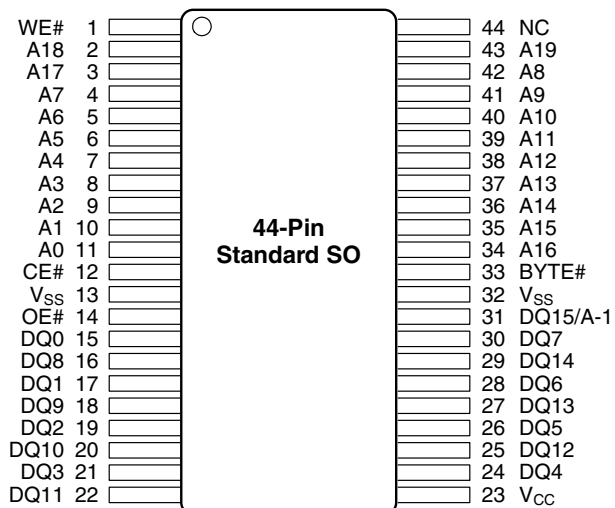 WE# 1 44 NC
A18 2 43 A19
A17 3 42 A8
A7 4 41 A9
A6 5 40 A10
A5 6 39 A11
A4 7 38 A12
A3 8 37 A13
A2 9 36 A14
A1 10 35 A15
A0 11 34 A16
CE# 12 33 BYTE#
VSS 13 32 VSS
OE# 14 31 DQ15/A-1
DQ0 15 30 DQ7
DQ8 16 29 DQ14
DQ1 17 28 DQ6
DQ9 18 27 DQ13
DQ2 19 26 DQ5
DQ10 20 25 DQ12
DQ3 21 24 DQ4
DQ11 22 23 VCC
44-Pin
Standard SO